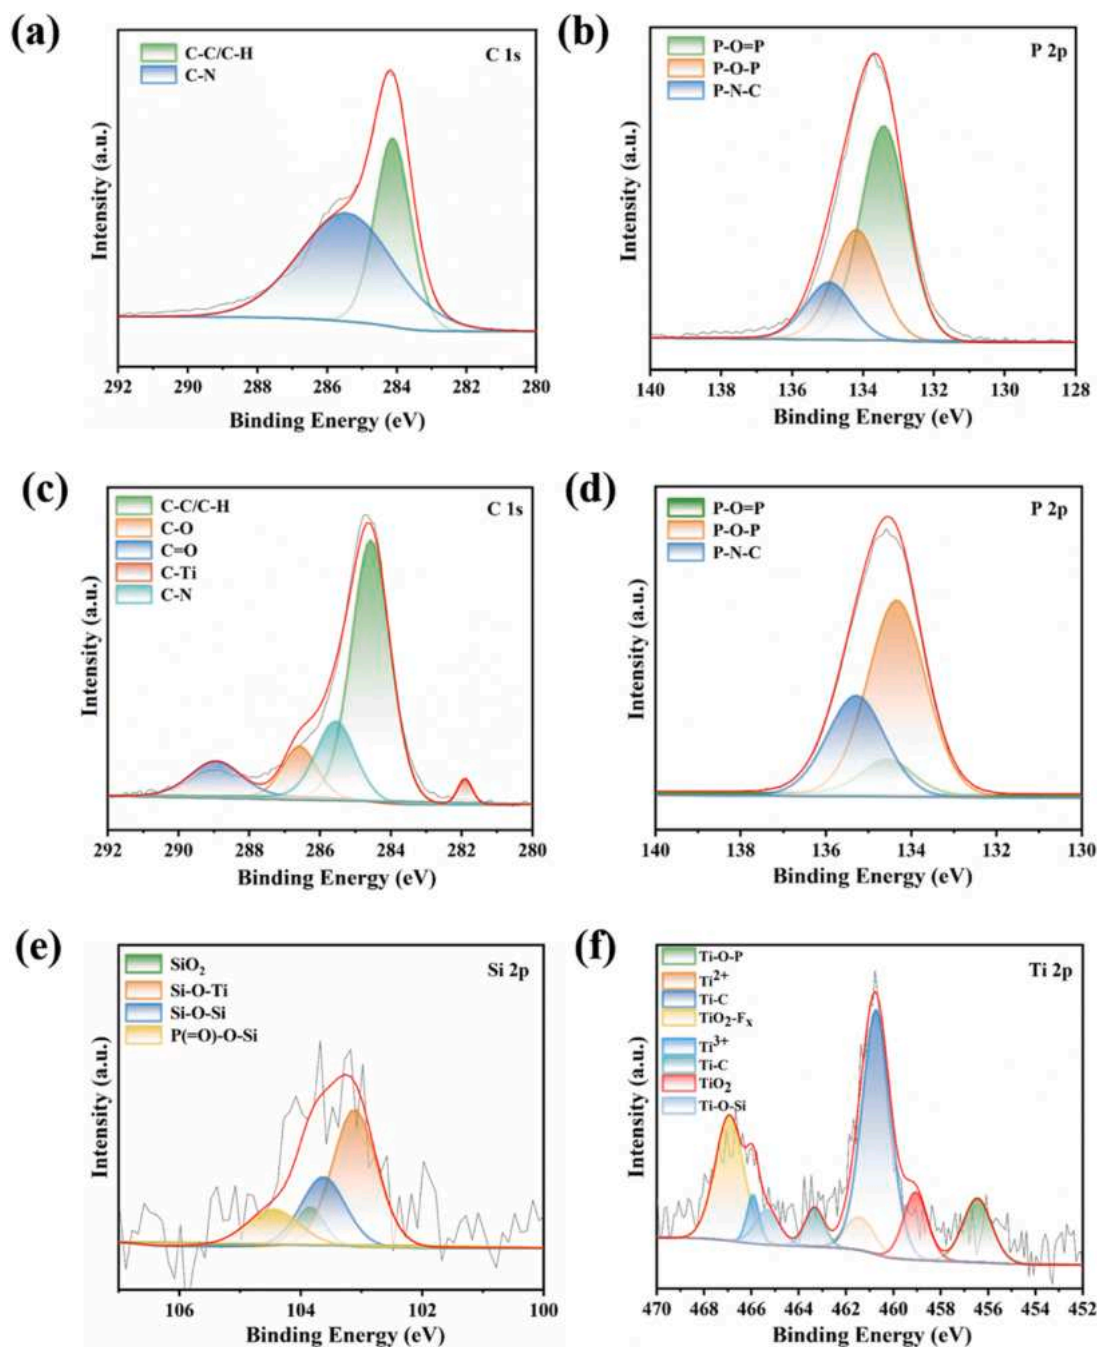 (a)
C-C/C-H
C-N
C 1s
Intensity (a.u.)
292 290 288 286 284 282 280
Binding Energy (eV)
(b)
P-O=P
P-O-P
P-N-C
P 2p
Intensity (a.u.)
140 138 135 134 132 130 128
Binding Energy (eV)
(c)
C-C/C-H
C-O
C=O
C-Ti
C-N
C 1s
Intensity (a.u.)
292 290 288 286 284 282 280
Binding Energy (eV)
(d)
P-O=P
P-O-P
P-N-C
P 2p
Intensity (a.u.)
140 138 135 134 132 130
Binding Energy (eV)
(e)
SiO2
Si-O-Ti
Si-O-Si
P(=O)-O-Si
Si 2p
Intensity (a.u.)
106 104 102 100
Binding Energy (eV)
(f)
Ti-O-P
Ti2+
Ti-C
TiO2-Fx
Ti3+
Ti-C
TiO2
Ti-O-Si
Ti 2p
Intensity (a.u.)
470 468 466 464 462 460 458 456 454 452
Binding Energy (eV)